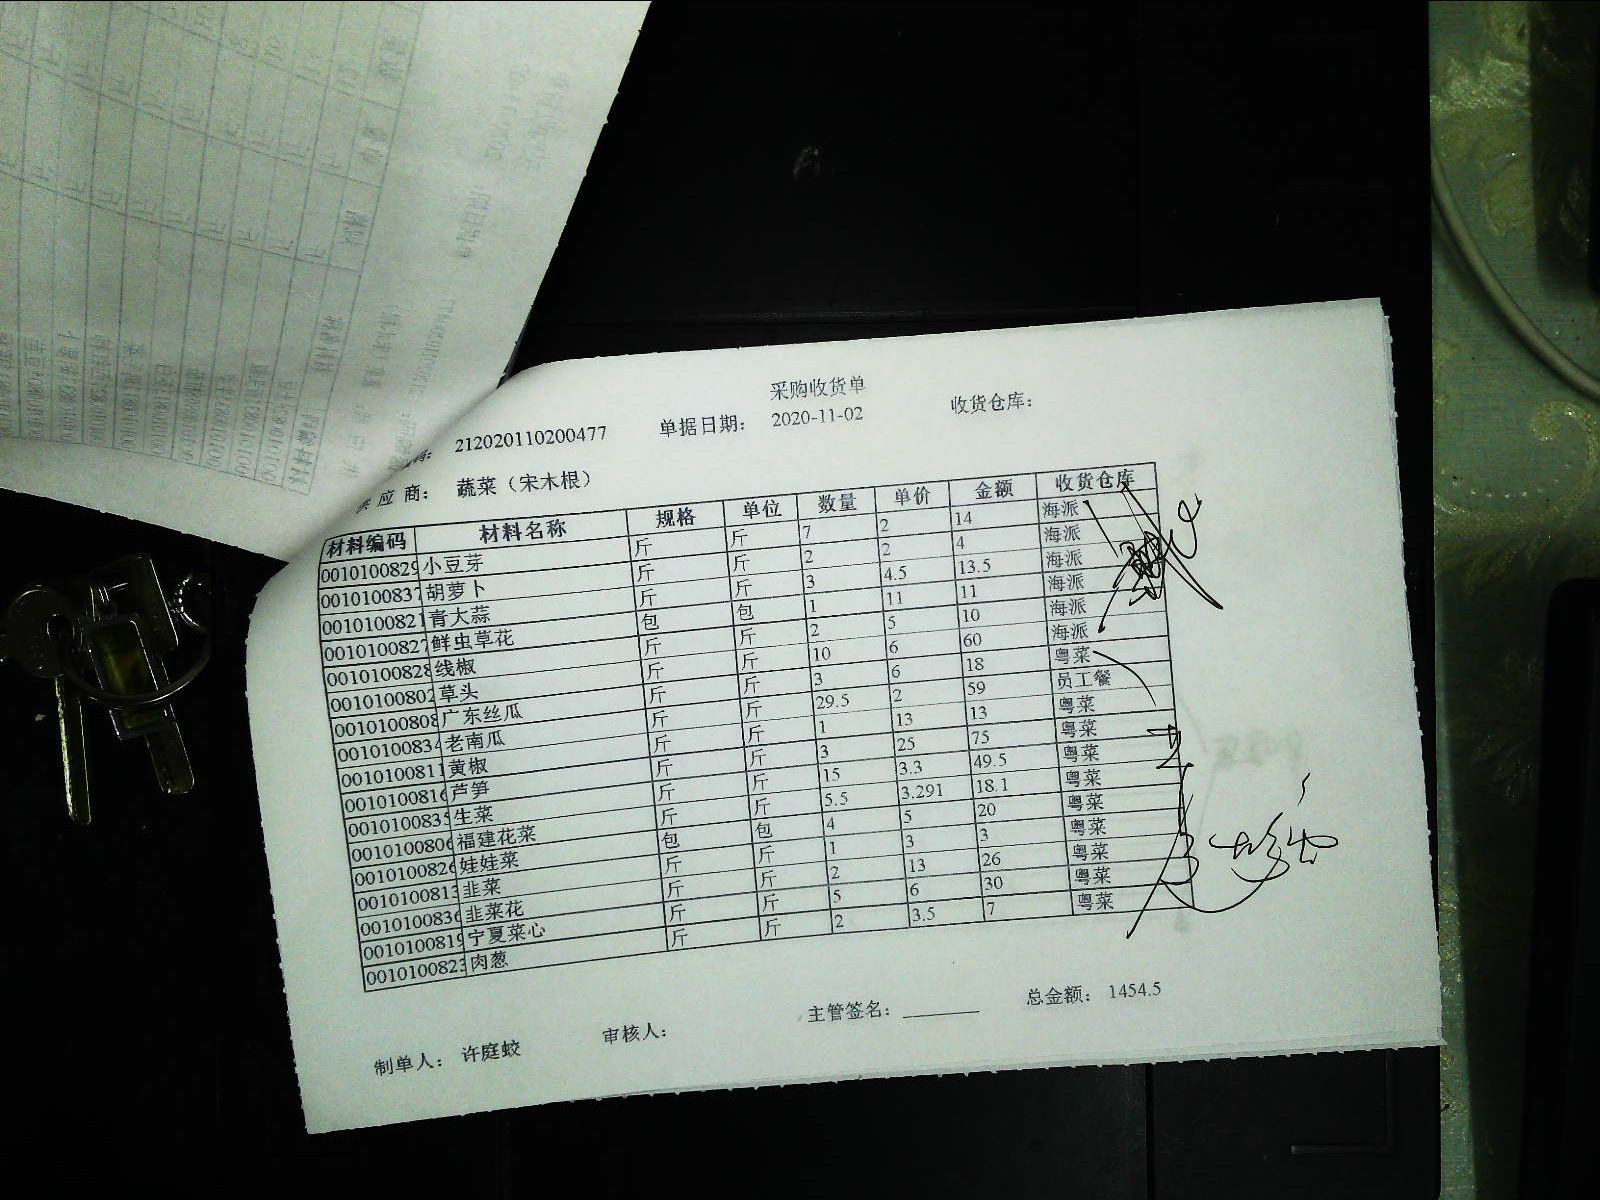 采购收货单
212020110200477 单据日期: 2020-11-02 收货仓库:
供 应 商: 蔬菜(宋木根)
材料编码 材料名称 规格 单位 数量 单价 金额 收货仓库
0010100829 小豆芽 斤 斤 7 2 14 海派
0010100837 胡萝卜 斤 斤 2 2 4 海派
0010100821 青大蒜 斤 斤 3 4.5 13.5 海派
0010100827 鲜虫草花 包 包 1 11 11 海派
0010100828 线椒 斤 斤 2 5 10 海派
0010100802 草头 斤 斤 10 6 60 海派
0010100808 广东丝瓜 斤 斤 3 6 18 粤菜
0010100834 老南瓜 斤 斤 29.5 2 59 员工餐
0010100811 黄椒 斤 斤 1 13 13 粤菜
0010100816 芦笋 斤 斤 3 25 75 粤菜
0010100835 生菜 斤 斤 15 3.3 49.5 粤菜
0010100806 福建花菜 斤 斤 5.5 3.291 18.1 粤菜
0010100826 娃娃菜 包 包 4 5 20 粤菜
0010100813 韭菜 斤 斤 1 3 3 粤菜
0010100836 韭菜花 斤 斤 2 13 26 粤菜
0010100819 宁夏菜心 斤 斤 5 6 30 粤菜
0010100823 肉葱 斤 斤 2 3.5 7 粤菜
制单人: 许庭蛟 审核人: 主管签名: 总金额: 1454.5